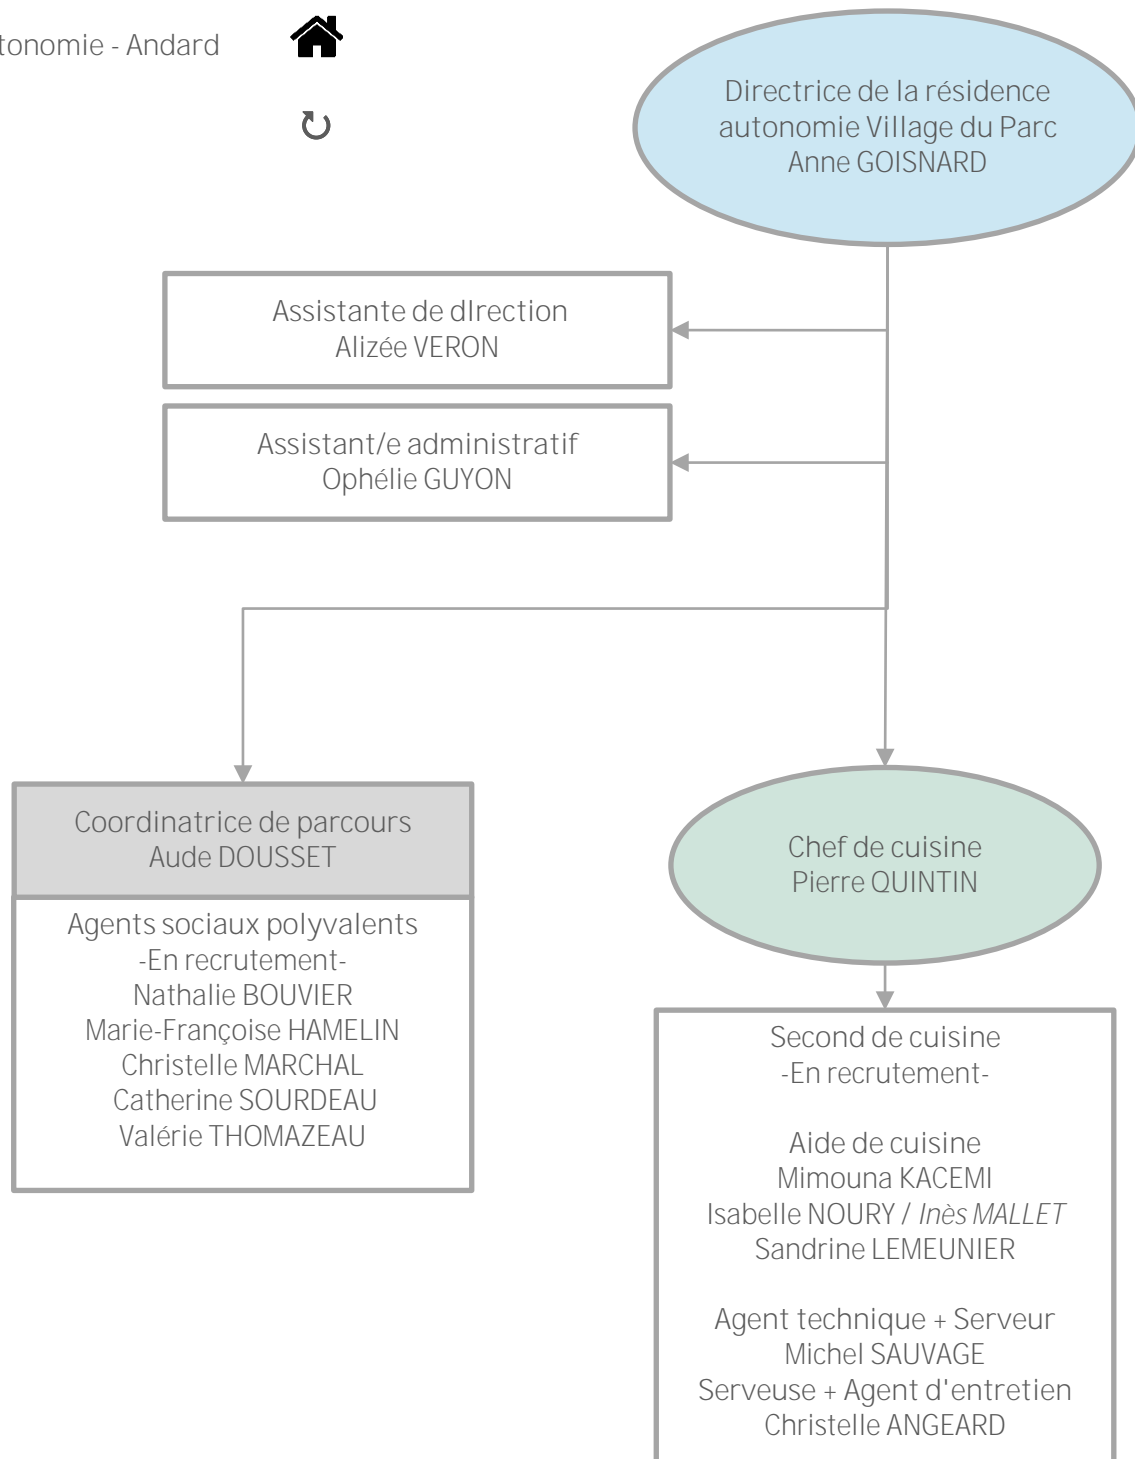 tonomie - Andard
Directrice de la résidence
autonomie Village du Parc
Anne GOISNARD
Assistante de dIrection
Alizée VERON
Assistant/e administratif
Ophélie GUYON
Coordinatrice de parcours
Aude DOUSSET
Agents sociaux polyvalents
-En recrutement-
Nathalie BOUVIER
Marie-Françoise HAMELIN
Christelle MARCHAL
Catherine SOURDEAU
Valérie THOMAZEAU
Chef de cuisine
Pierre QUINTIN
Second de cuisine
-En recrutement-
Aide de cuisine
Mimouna KACEMI
Isabelle NOURY / Inès MALLET
Sandrine LEMEUNIER
Agent technique + Serveur
Michel SAUVAGE
Serveuse + Agent d'entretien
Christelle ANGEARD